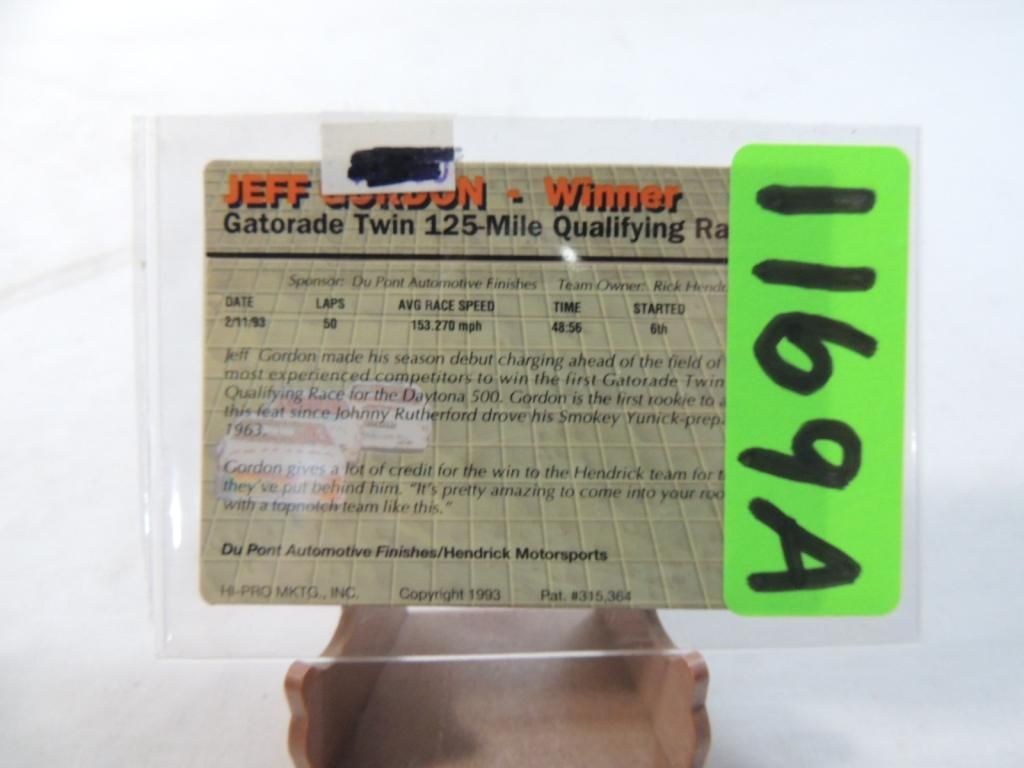 JEFF GORDON - Winner
Gatorade Twin 125-Mile Qualifying Ra
Sponsor: Du Pont Automotive Finishes Team Owner: Rick Hendr
DATE LAPS AVG RACE SPEED TIME STARTED
2/11/93 50 153.270 mph 48:56 6th
Jeff Gordon made his season debut charging ahead of the field of
most experienced competitors to win the first Gatorade Twin
Qualifying Race for the Daytona 500. Gordon is the first rookie to a
this feat since Johnny Rutherford drove his Smokey Yunick-prep
1963.
Gordon gives a lot of credit for the win to the Hendrick team for t
they've put behind him. "It's pretty amazing to come into your roo
with a topnotch team like this."
Du Pont Automotive Finishes/Hendrick Motorsports
HI-PRO MKTG., INC. Copyright 1993 Pat. #315,364
1169A